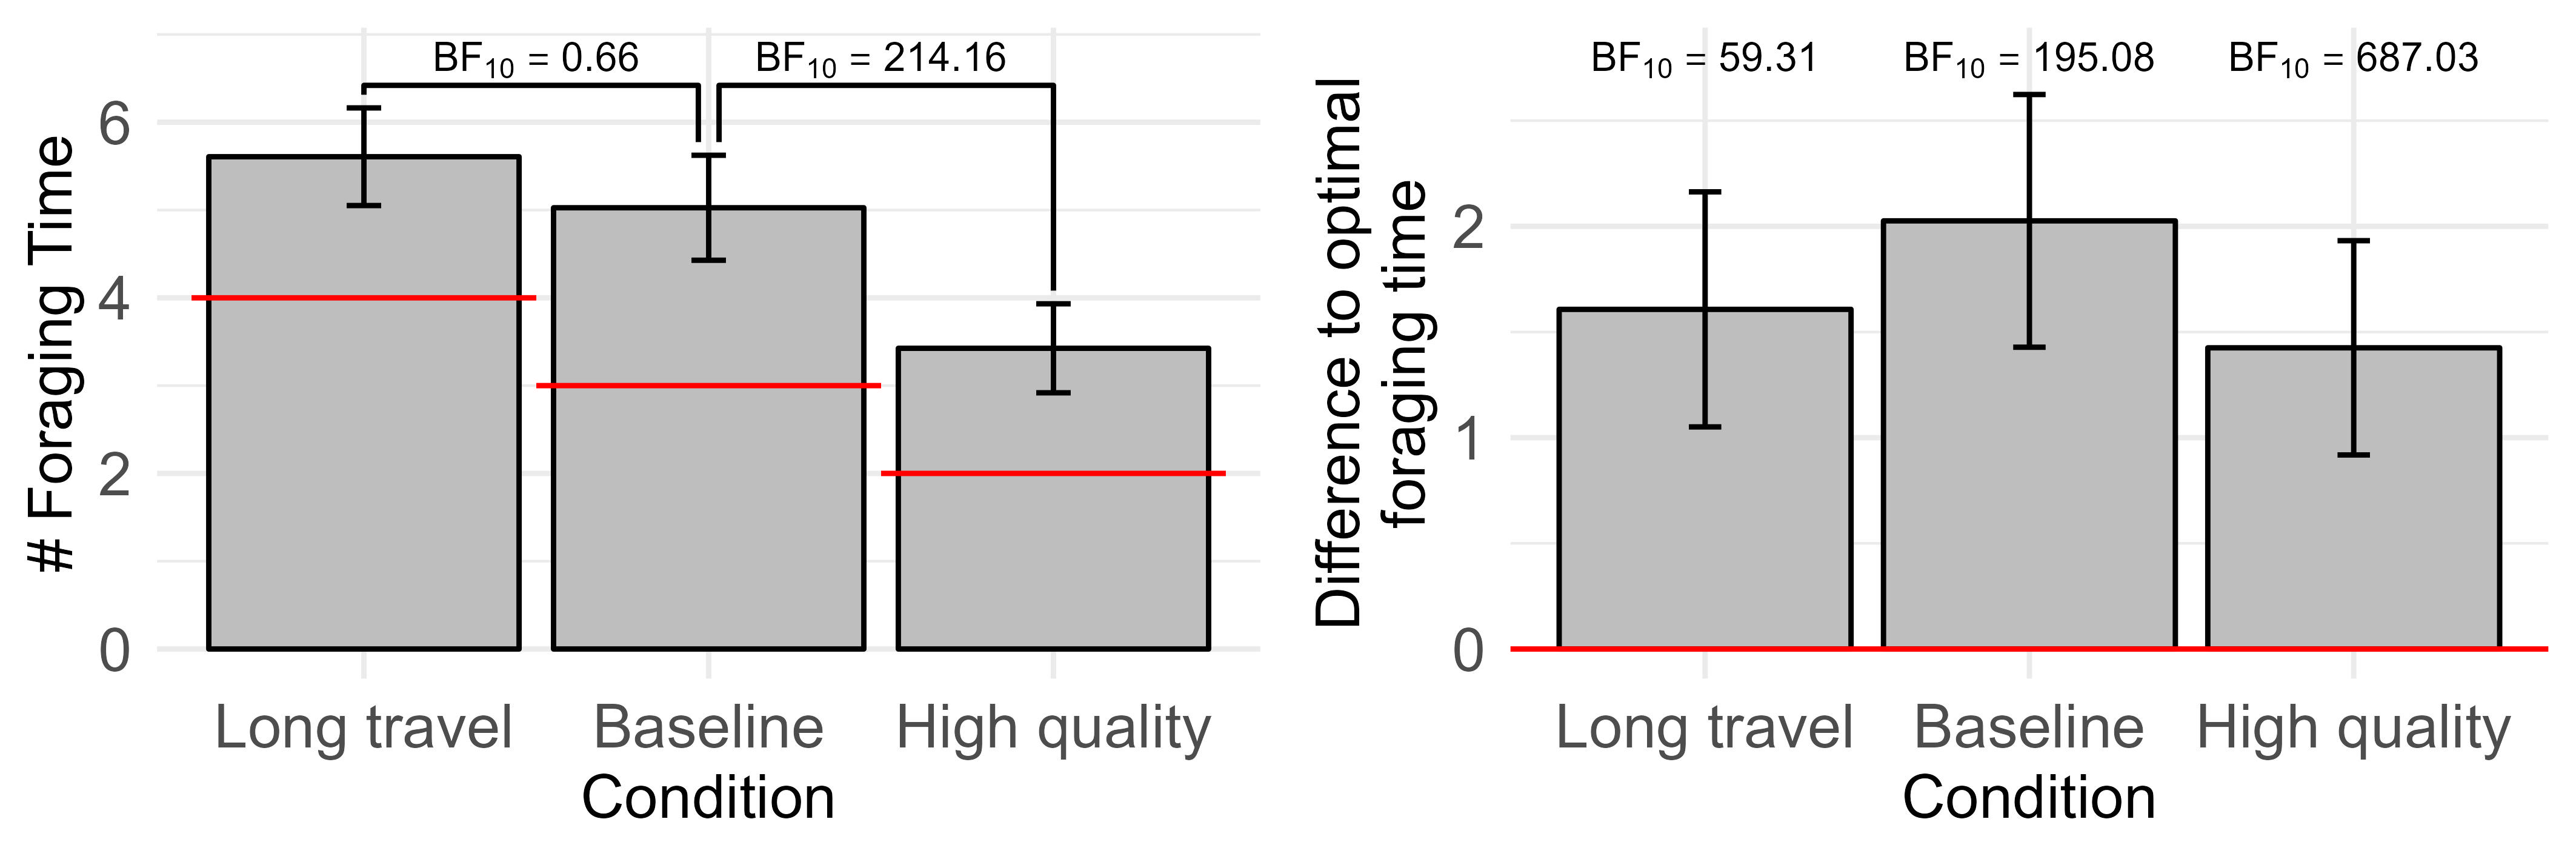 # Foraging Time
6
4
2
0
BF10 = 0.66
BF10 = 214.16
Long travel
Baseline
High quality
Condition
Difference to optimal
foraging time
2
1
0
BF10 = 59.31
BF10 = 195.08
BF10 = 687.03
Long travel
Baseline
High quality
Condition